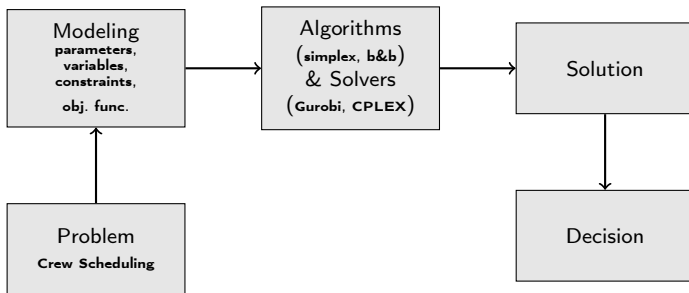 Modeling
parameters,
variables,
constraints,
obj. func.
Algorithms
(simplex, b&b)
& Solvers
(Gurobi, CPLEX)
Solution
Problem
Crew Scheduling
Decision